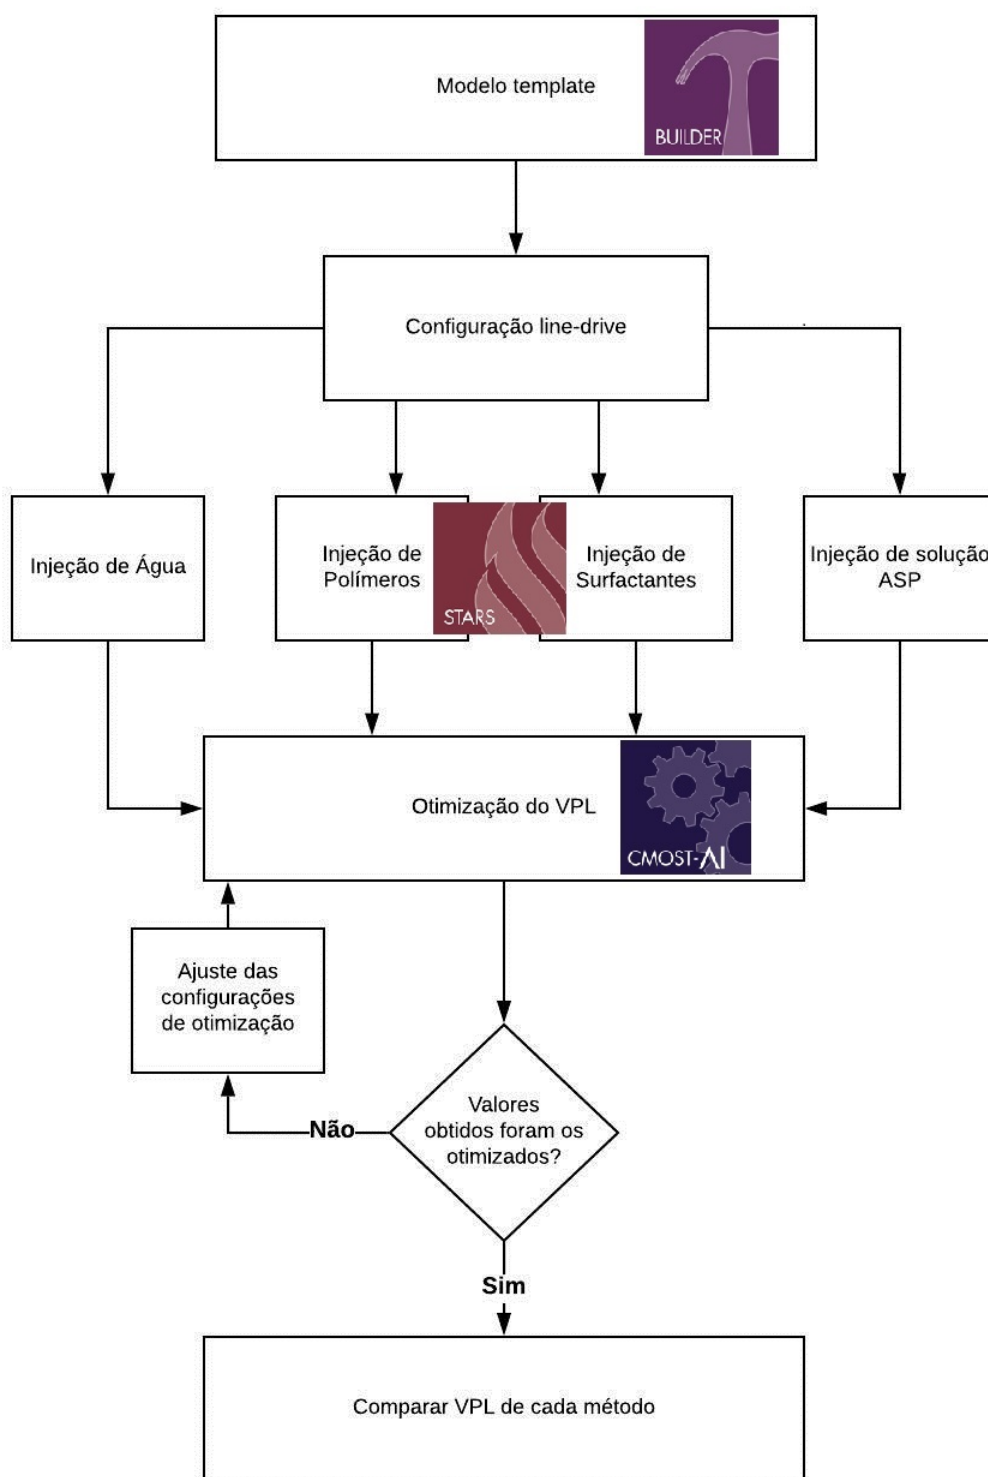 Modelo template
BUILDER
Configuração line-drive
Injeção de Água
Injeção de
Polímeros
STARS
Injeção de
Surfactantes
Injeção de solução
ASP
Otimização do VPL
CMOST-AI
Ajuste das
configurações
de otimização
Valores
obtidos foram os
otimizados?
Não
Sim
Comparar VPL de cada método